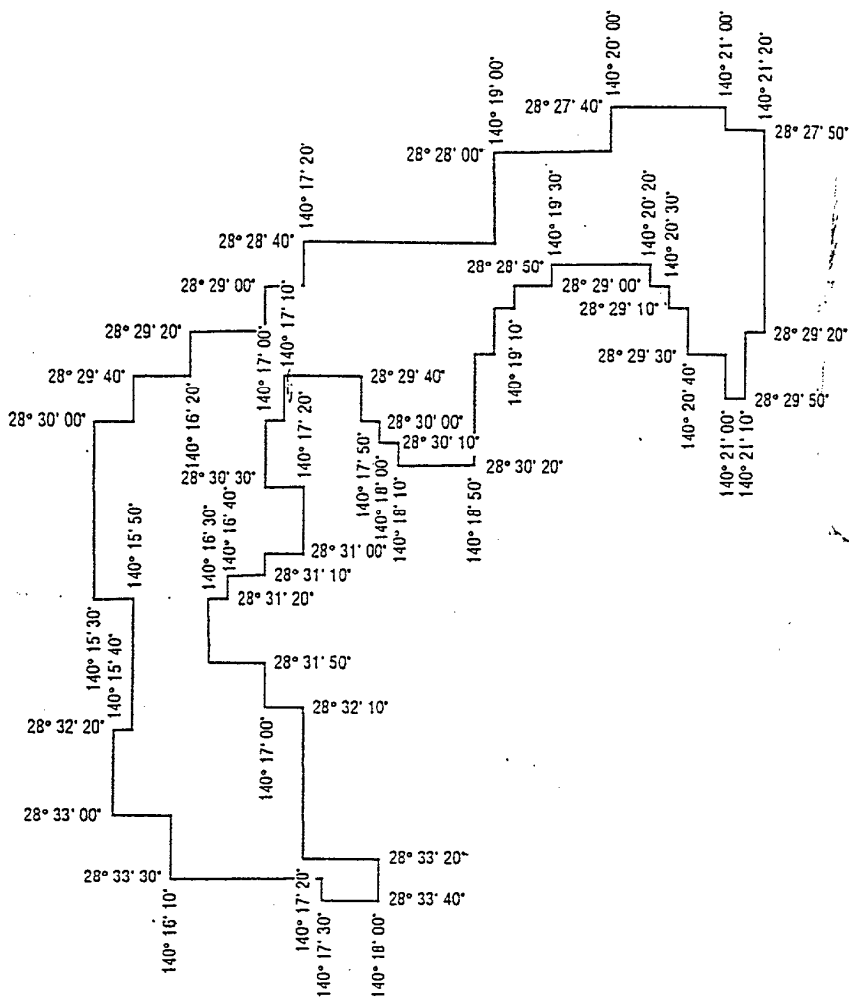 140° 20' 00"
140° 21' 00"
140° 21' 20"
28° 27' 40"
140° 19' 00"
28° 27' 50"
28° 28' 00"
140° 17' 20"
140° 19' 30"
140° 20' 20"
140° 20' 30"
28° 28' 40"
28° 28' 50"
28° 29' 00"
28° 29' 00"
140° 17' 10"
28° 29' 10"
28° 29' 20"
140° 17' 00"
140° 19' 10"
28° 29' 20"
28° 29' 30"
28° 29' 40"
140° 16' 20"
28° 29' 40"
140° 20' 40"
28° 29' 50"
28° 30' 00"
140° 17' 20"
28° 30' 00"
28° 30' 10"
140° 21' 00"
140° 21' 10"
28° 30' 20"
28° 30' 30"
140° 17' 50"
140° 18' 00"
140° 18' 10"
140° 18' 50"
140° 15' 50"
140° 16' 30"
140° 16' 40"
28° 31' 00"
28° 31' 10"
28° 31' 20"
140° 15' 30"
140° 15' 40"
28° 31' 50"
28° 32' 10"
28° 32' 20"
140° 17' 00"
28° 33' 00"
28° 33' 20"
28° 33' 30"
140° 17' 20"
28° 33' 40"
140° 16' 10"
140° 17' 30"
140° 18' 00"